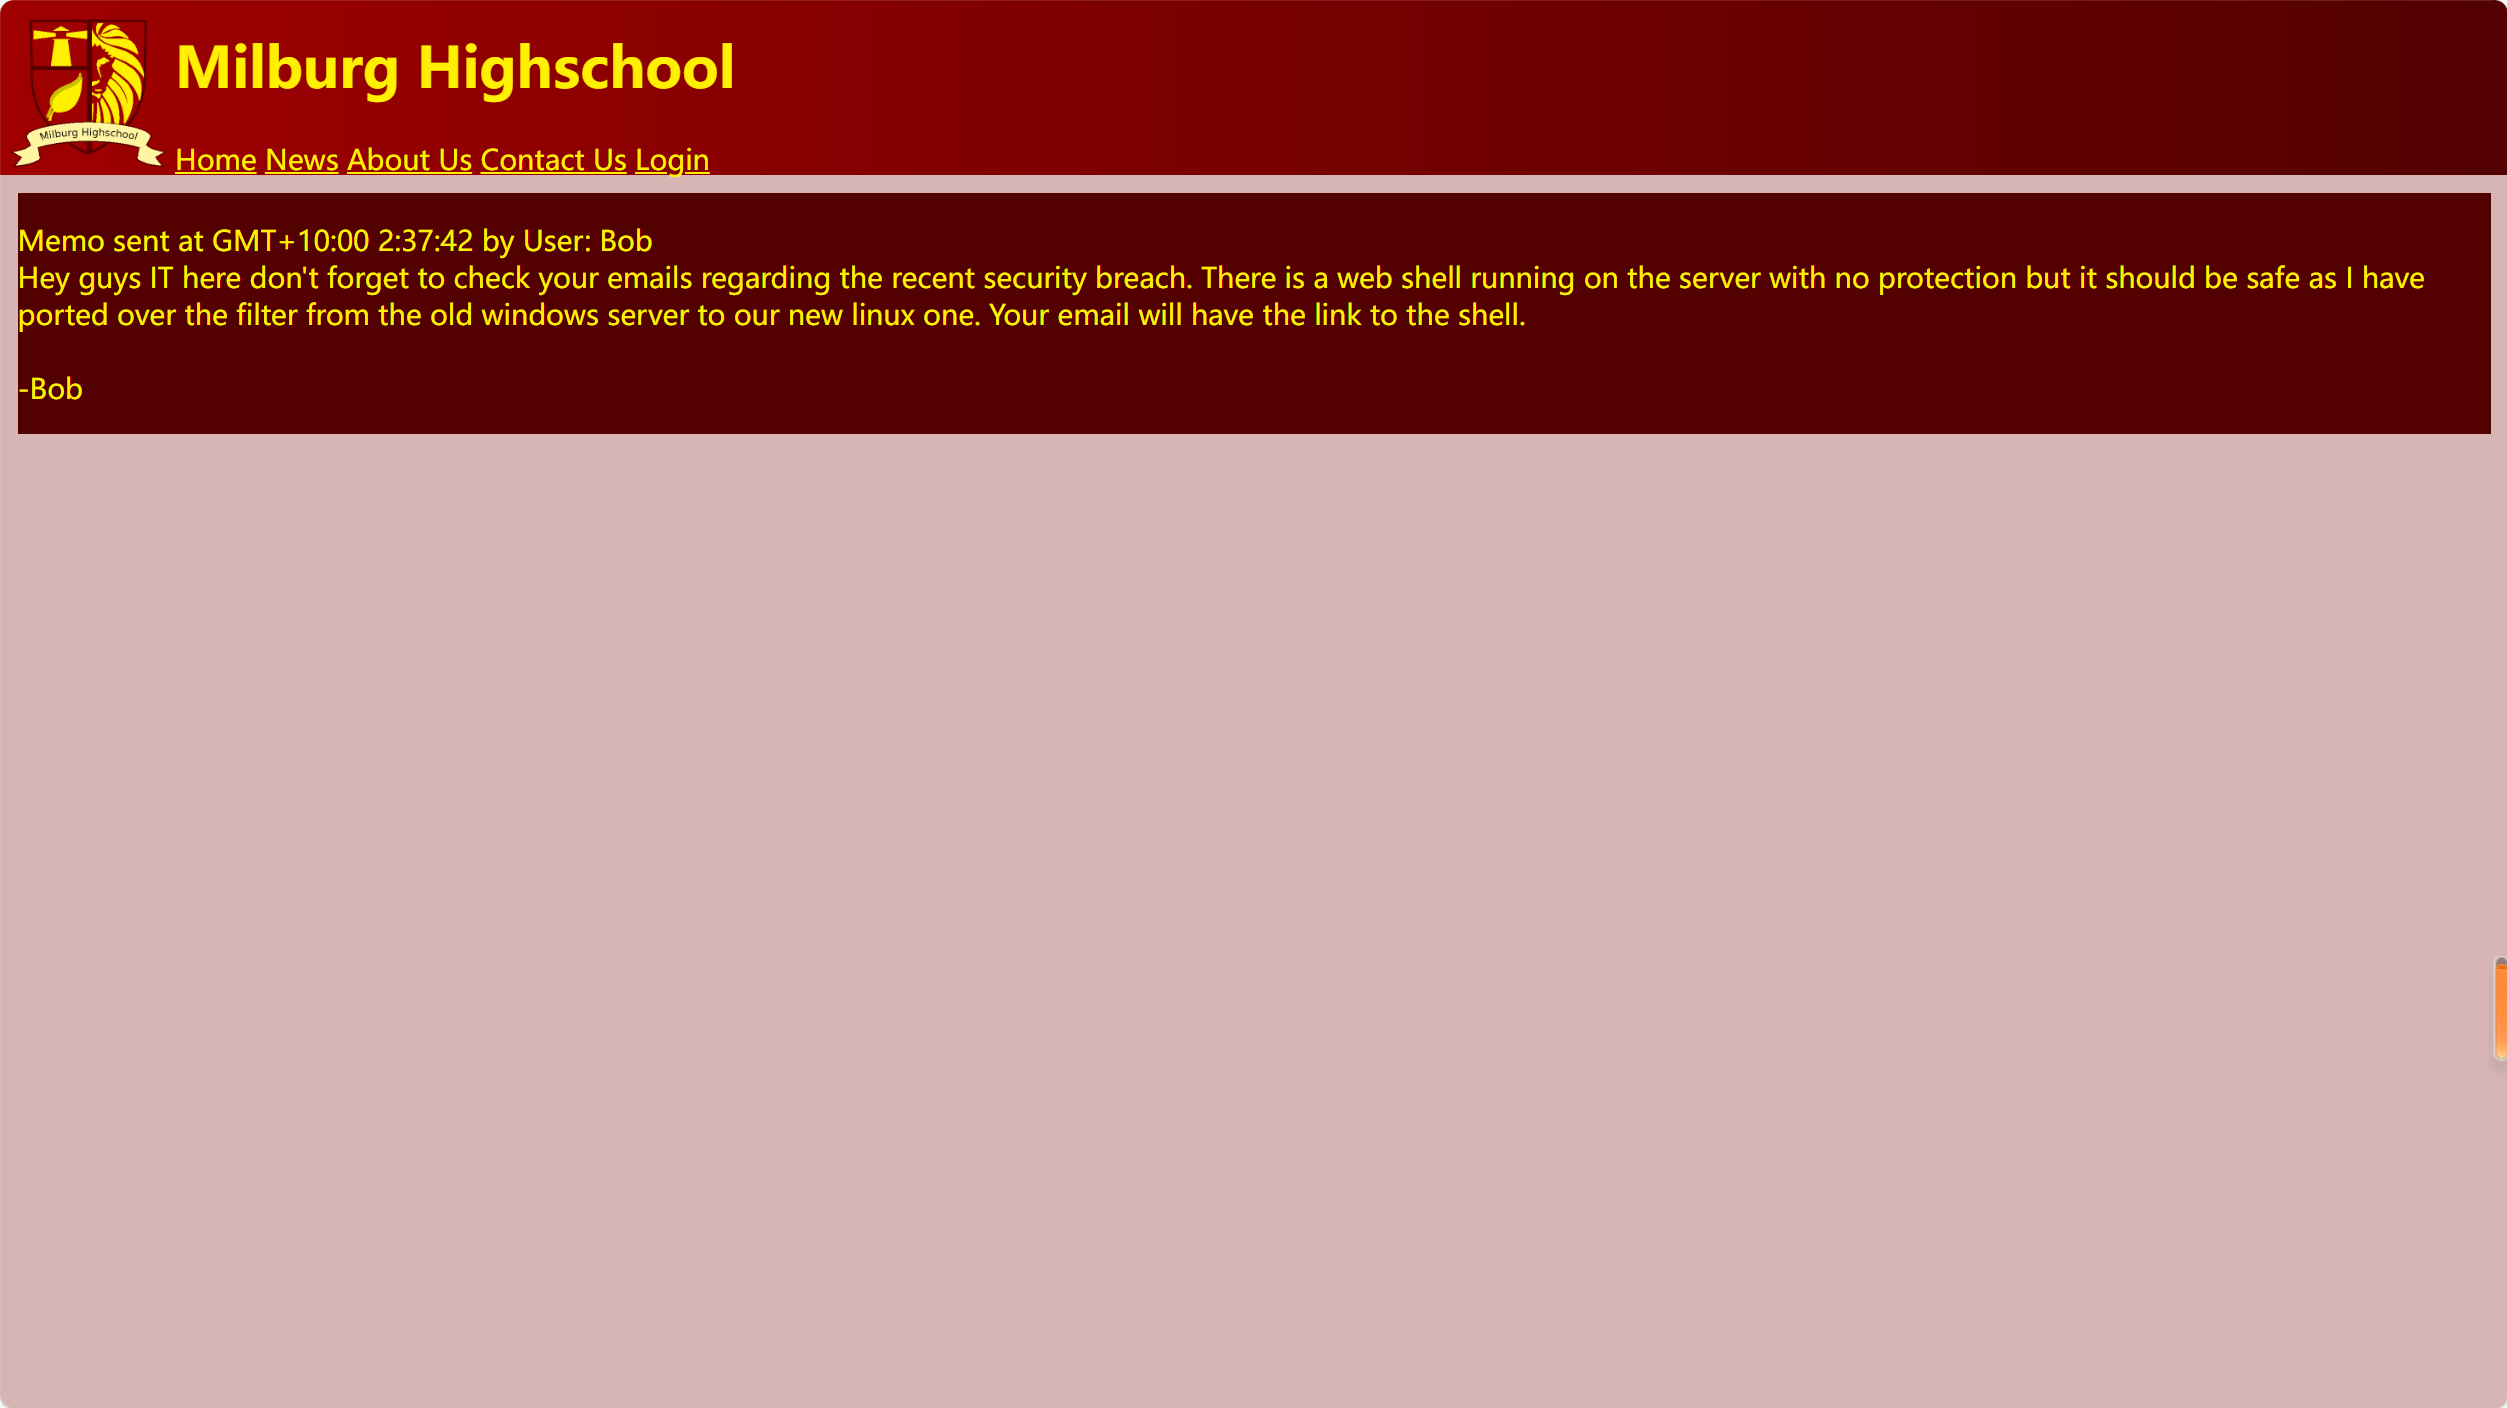 Milburg Highschool
Milburg Highschool
Home News About Us Contact Us Login
Memo sent at GMT+10:00 2:37:42 by User: Bob
Hey guys IT here don't forget to check your emails regarding the recent security breach. There is a web shell running on the server with no protection but it should be safe as I have
ported over the filter from the old windows server to our new linux one. Your email will have the link to the shell.
-Bob